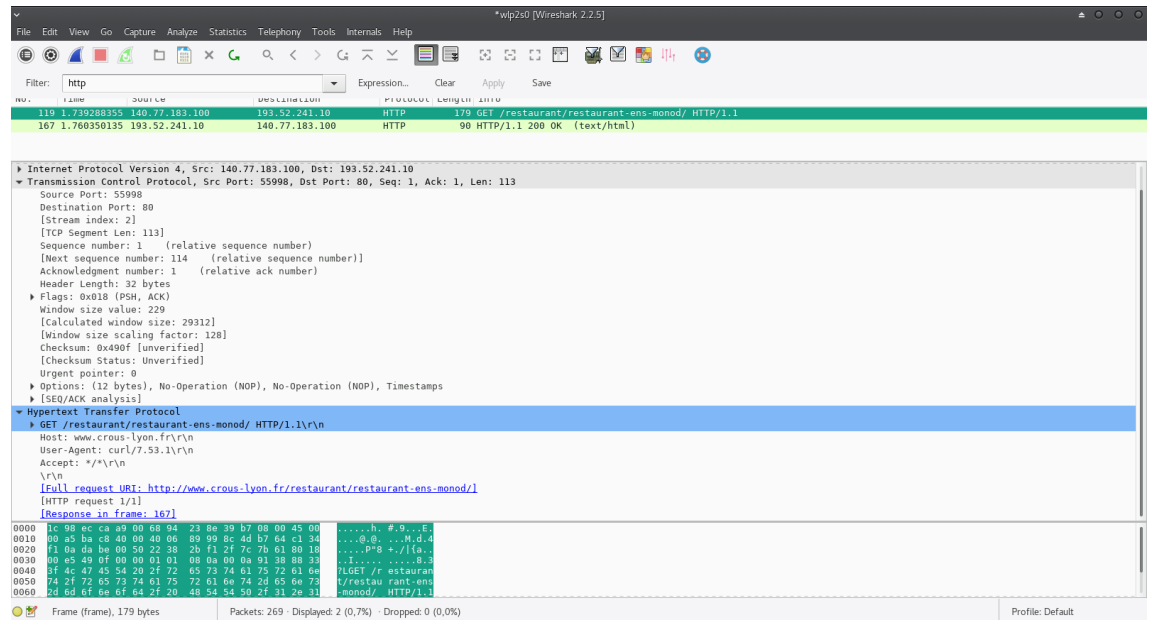 *wlp2s0 [Wireshark 2.2.5]
File Edit View Go Capture Analyze Statistics Telephony Tools Internals Help
Filter: http Expression... Clear Apply Save
No. Time Source Destination Protocol Length Info
119 1.739288355 140.77.183.100 193.52.241.10 HTTP 179 GET /restaurant/restaurant-ens-monod/ HTTP/1.1
167 1.760350135 193.52.241.10 140.77.183.100 HTTP 90 HTTP/1.1 200 OK (text/html)
Internet Protocol Version 4, Src: 140.77.183.100, Dst: 193.52.241.10
Transmission Control Protocol, Src Port: 55998, Dst Port: 80, Seq: 1, Ack: 1, Len: 113
Source Port: 55998
Destination Port: 80
[Stream index: 2]
[TCP Segment Len: 113]
Sequence number: 1 (relative sequence number)
[Next sequence number: 114 (relative sequence number)]
Acknowledgment number: 1 (relative ack number)
Header Length: 32 bytes
Flags: 0x018 (PSH, ACK)
Window size value: 229
[Calculated window size: 29312]
[Window size scaling factor: 128]
Checksum: 0x490f [unverified]
[Checksum Status: Unverified]
Urgent pointer: 0
Options: (12 bytes), No-Operation (NOP), No-Operation (NOP), Timestamps
[SEQ/ACK analysis]
Hypertext Transfer Protocol
GET /restaurant/restaurant-ens-monod/ HTTP/1.1\r\n
Host: www.crous-lyon.fr\r\n
User-Agent: curl/7.53.1\r\n
Accept: */*\r\n
\r\n
[Full request URI: http://www.crous-lyon.fr/restaurant/restaurant-ens-monod/]
[HTTP request 1/1]
[Response in frame: 167]
0000 1c 98 ec ca a9 00 68 94 23 8e 39 b7 08 00 45 00 ......h. #.9...E.
0010 00 a5 ba c8 40 00 40 06 89 99 8c 4d b7 64 c1 34 ....@.@. ...M.d.4
0020 f1 0a da be 00 50 22 38 2b f1 2f 7c 7b 61 80 18 .....P"8 +./|{a..
0030 00 e5 49 0f 00 00 01 01 08 0a 00 0a 91 38 88 33 ..I..... .....8.3
0040 3f 4c 47 45 54 20 2f 72 65 73 74 61 75 72 61 6e ?LGET /r estauran
0050 74 2f 72 65 73 74 61 75 72 61 6e 74 2d 65 6e 73 t/restau rant-ens
0060 2d 6d 6f 6e 6f 64 2f 20 48 54 54 50 2f 31 2e 31 -monod/ HTTP/1.1
Frame (frame), 179 bytes Packets: 269 · Displayed: 2 (0,7%) · Dropped: 0 (0,0%) Profile: Default